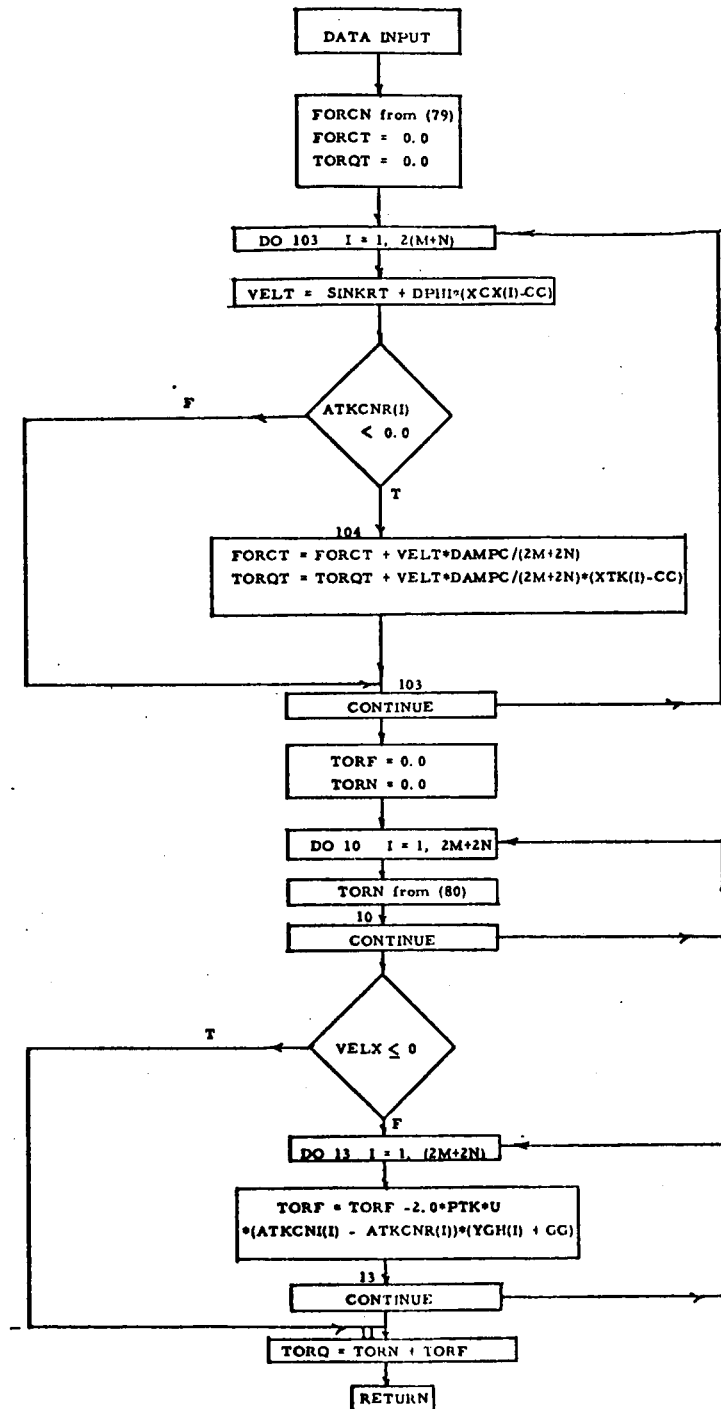 DATA INPUT
FORCN from (79)
FORCT = 0.0
TORQT = 0.0
DO 103 I = 1, 2(M+N)
VELT = SINKRT + DPHI*(XCX(I)-CC)
F
ATKCNR(I)
< 0.0
T
104
FORCT = FORCT + VELT*DAMPC/(2M+2N)
TORQT = TORQT + VELT*DAMPC/(2M+2N)*(XTK(I)-CC)
103
CONTINUE
TORF = 0.0
TORN = 0.0
DO 10 I = 1, 2M+2N
TORN from (80)
10
CONTINUE
T
VELX ≤ 0
F
DO 13 I = 1, (2M+2N)
TORF = TORF -2.0*PTK*U
*(ATKCNI(I) - ATKCNR(I))*(YGH(I) + GG)
13
CONTINUE
11
TORQ = TORN + TORF
RETURN